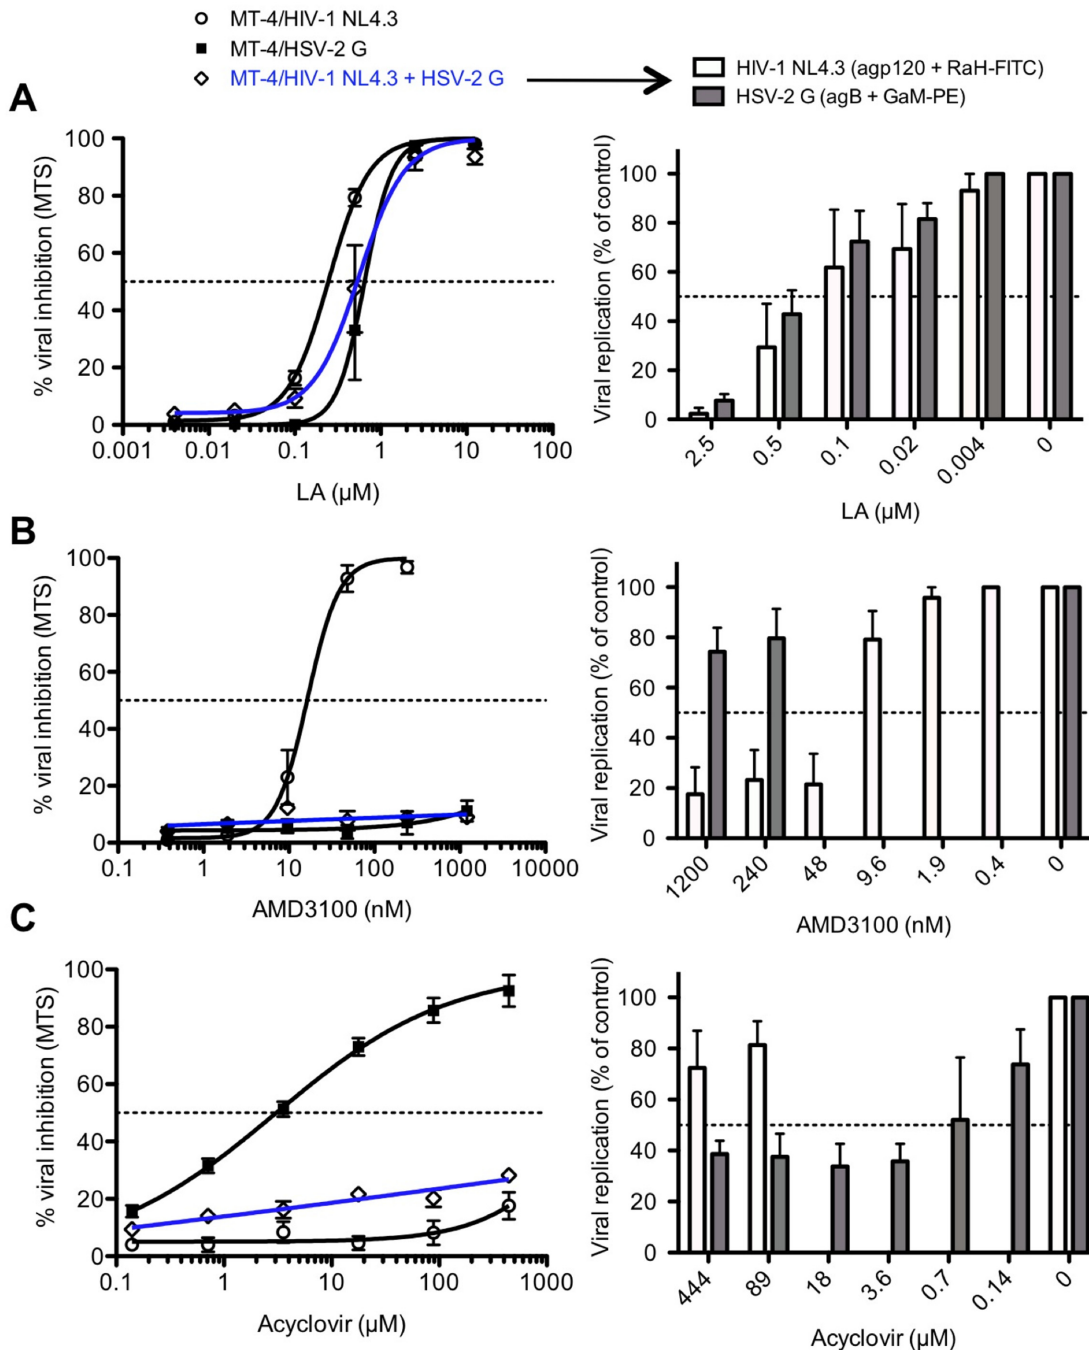 MT-4/HIV-1 NL4.3
MT-4/HSV-2 G
MT-4/HIV-1 NL4.3 + HSV-2 G
HIV-1 NL4.3 (agp120 + RaH-FITC)
HSV-2 G (agB + GaM-PE)
A
% viral inhibition (MTS)
100
80
60
40
20
0
0.001 0.01 0.1 1 10 100
LA (µM)
Viral replication (% of control)
100
80
60
40
20
0
2.5 0.5 0.1 0.02 0.004 0
LA (µM)
B
% viral inhibition (MTS)
100
80
60
40
20
0
0.1 1 10 100 1000 10000
AMD3100 (nM)
Viral replication (% of control)
100
80
60
40
20
0
1200 240 48 9.6 1.9 0.4 0
AMD3100 (nM)
C
% viral inhibition (MTS)
100
80
60
40
20
0
0.1 1 10 100 1000
Acyclovir (µM)
Viral replication (% of control)
100
80
60
40
20
0
444 89 18 3.6 0.7 0.14 0
Acyclovir (µM)